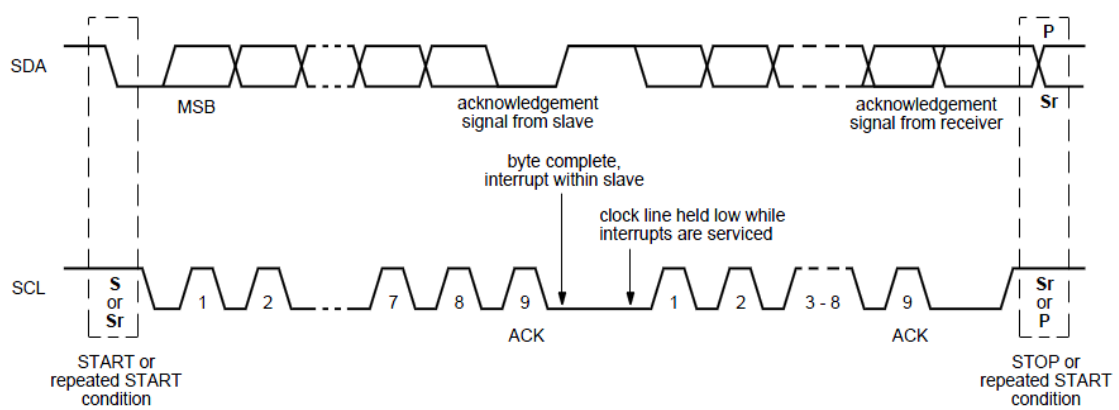 P
SDA
MSB
acknowledgement
signal from slave
acknowledgement
signal from receiver
Sr
byte complete,
interrupt within slave
clock line held low while
interrupts are serviced
SCL
S
or
Sr
1
2
7
8
9
1
2
3 - 8
9
Sr
or
P
ACK
ACK
START or
repeated START
condition
STOP or
repeated START
condition